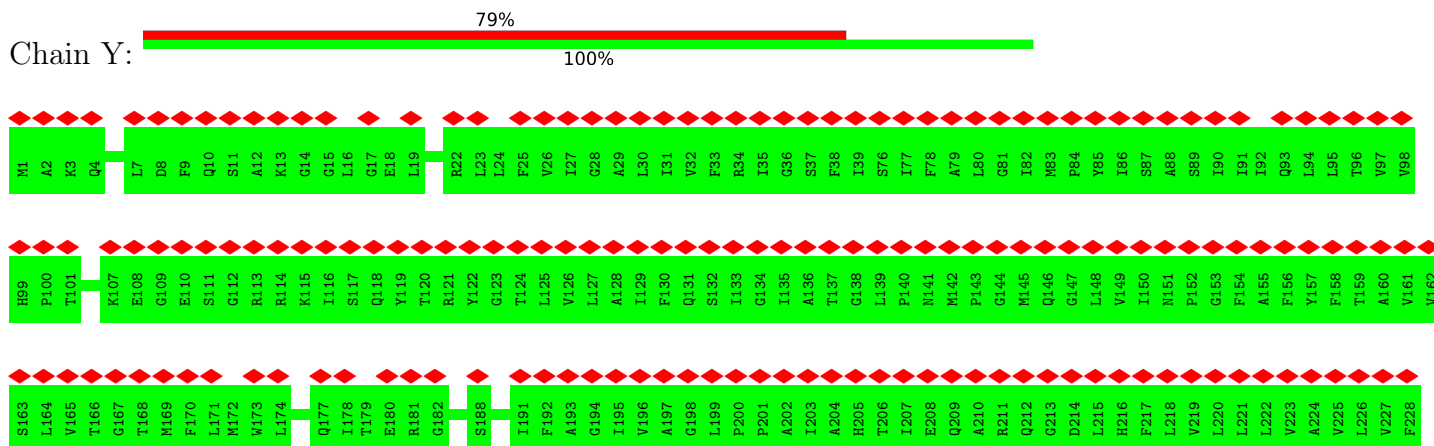 79%
Chain Y:
100%
M1 A2 K3 Q4 L7 D8 F9 Q10 S11 A12 K13 G14 G15 L16 G17 E18 L19 R22 L23 L24 F25 V26 I27 G28 A29 L30 I31 V32 F33 R34 I35 G36 S37 F38 I39 S76 I77 F78 A79 L80 G81 I82 M83 P84 Y85 I86 S87 A88 S89 I90 I91 I92 Q93 L94 L95 T96 V97 V98
H99 P100 T101 K107 E108 G109 E110 S111 G112 R113 R114 K115 I116 S117 Q118 Y119 T120 R121 Y122 G123 T124 L125 V126 L127 A128 I129 F130 Q131 S132 I133 G134 I135 A136 T137 G138 L139 P140 N141 M142 P143 G144 M145 Q146 G147 L148 V149 I150 N151 P152 G153 F154 A155 F156 Y157 F158 T159 A160 V161 V162
S163 L164 V165 T166 G167 T168 M169 F170 L171 M172 W173 L174 Q177 I178 T179 E180 R181 G182 S188 I191 F192 A193 G194 I195 V196 A197 G198 L199 P200 P201 A202 I203 A204 H205 T206 I207 E208 Q209 A210 R211 Q212 G213 D214 L215 H216 F217 L218 V219 L220 L221 L222 V223 A224 V225 L226 V227 F228